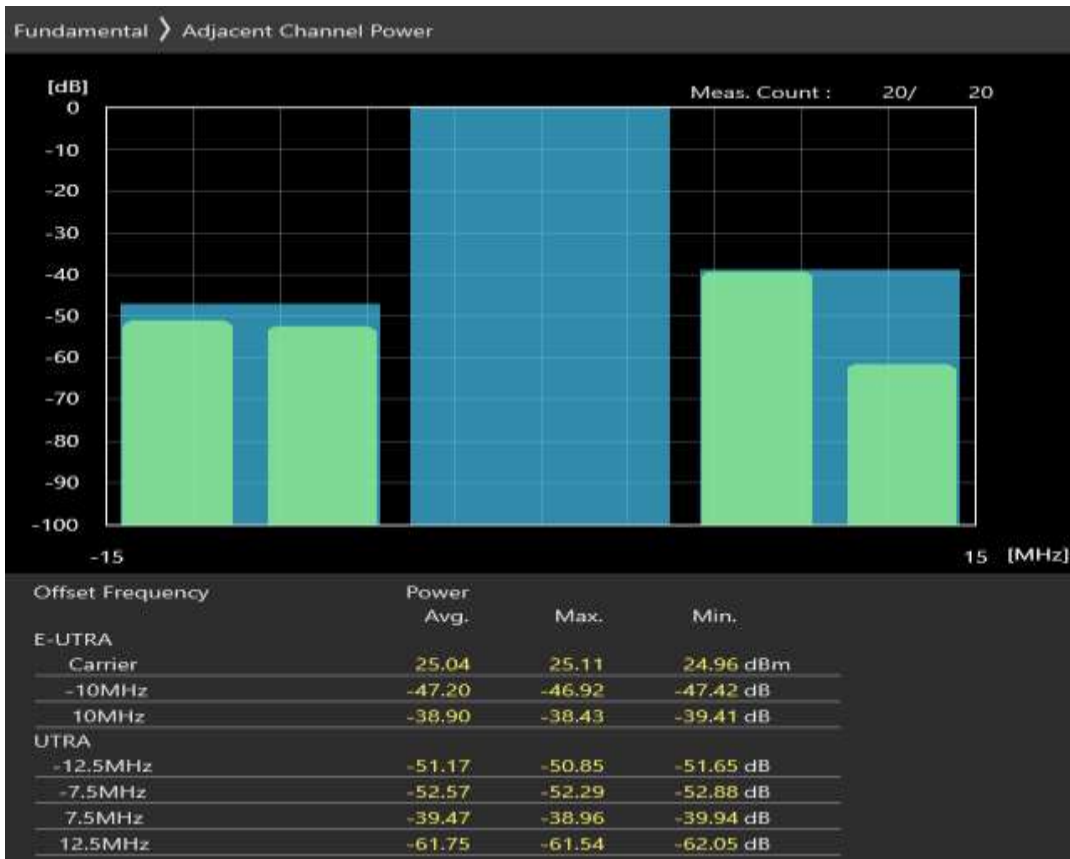 Fundamental 〉 Adjacent Channel Power
[dB]
Meas. Count : 20/ 20
0
-10
-20
-30
-40
-50
-60
-70
-80
-90
-100
-15 15 [MHz]
Offset Frequency Power
Avg. Max. Min.
E-UTRA
Carrier 25.04 25.11 24.96 dBm
-10MHz -47.20 -46.92 -47.42 dB
10MHz -38.90 -38.43 -39.41 dB
UTRA
-12.5MHz -51.17 -50.85 -51.65 dB
-7.5MHz -52.57 -52.29 -52.88 dB
7.5MHz -39.47 -38.96 -39.94 dB
12.5MHz -61.75 -61.54 -62.05 dB